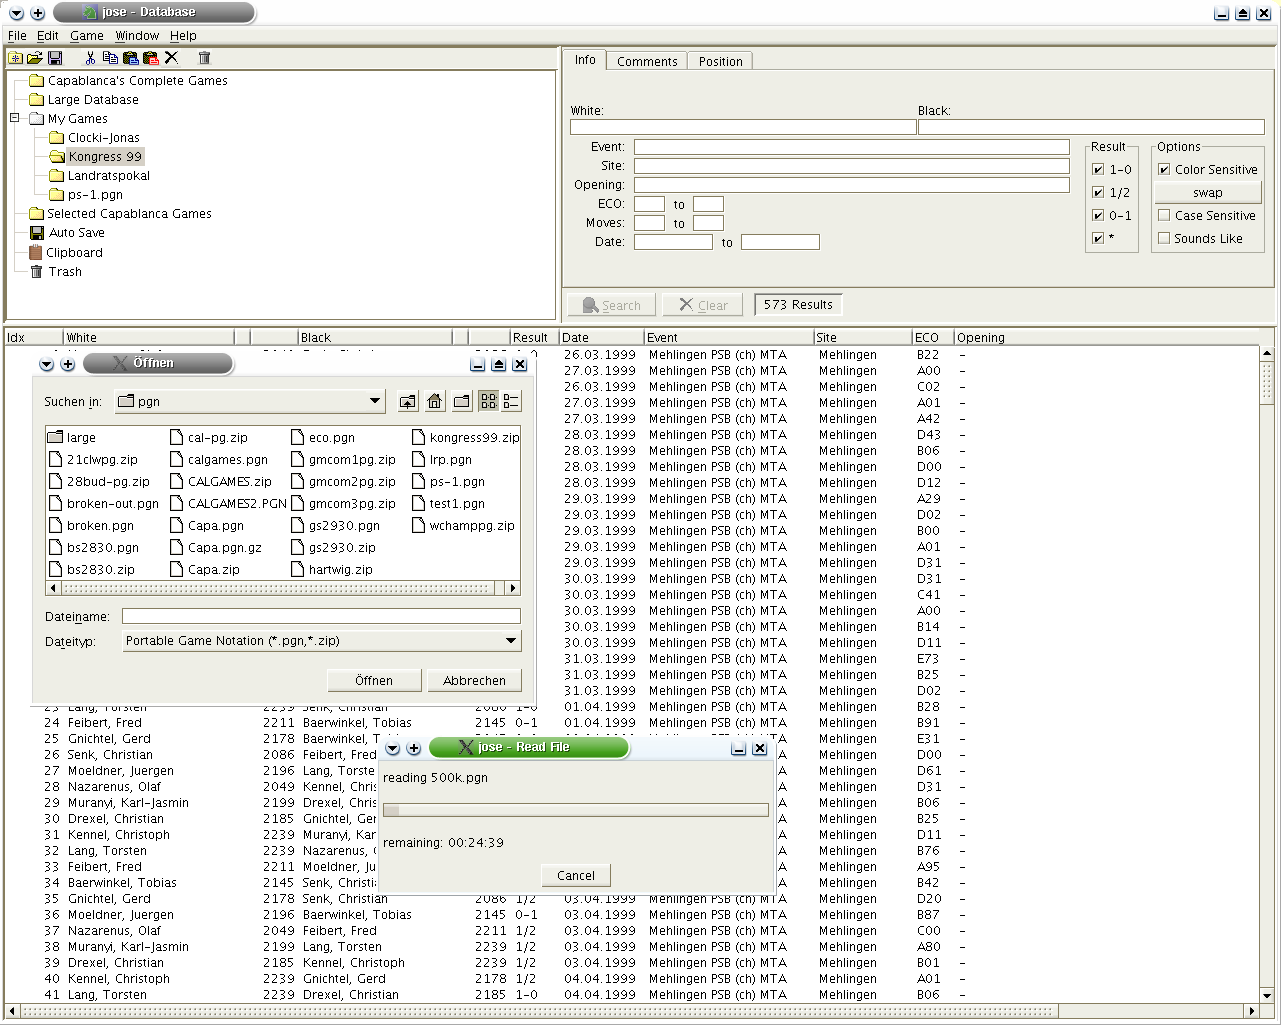 jose - Database
File Edit Game Window Help
Capablanca's Complete Games
Large Database
My Games
Clocki-Jonas
Kongress 99
Landratspokal
ps-1.pgn
Selected Capablanca Games
Auto Save
Clipboard
Trash
Info Comments Position
White: Black:
Event:
Site:
Opening:
ECO: to
Moves: to
Date: to
Result
1-0
1/2
0-1
*
Options
Color Sensitive
swap
Case Sensitive
Sounds Like
Search Clear 573 Results
Idx White Black Result Date Event Site ECO Opening
26.03.1999 Mehlingen PSB (ch) MTA Mehlingen B22 -
27.03.1999 Mehlingen PSB (ch) MTA Mehlingen A00 -
26.03.1999 Mehlingen PSB (ch) MTA Mehlingen C02 -
27.03.1999 Mehlingen PSB (ch) MTA Mehlingen A01 -
27.03.1999 Mehlingen PSB (ch) MTA Mehlingen A42 -
28.03.1999 Mehlingen PSB (ch) MTA Mehlingen D43 -
28.03.1999 Mehlingen PSB (ch) MTA Mehlingen B06 -
28.03.1999 Mehlingen PSB (ch) MTA Mehlingen D00 -
28.03.1999 Mehlingen PSB (ch) MTA Mehlingen D12 -
29.03.1999 Mehlingen PSB (ch) MTA Mehlingen A29 -
29.03.1999 Mehlingen PSB (ch) MTA Mehlingen D02 -
29.03.1999 Mehlingen PSB (ch) MTA Mehlingen B00 -
29.03.1999 Mehlingen PSB (ch) MTA Mehlingen A01 -
29.03.1999 Mehlingen PSB (ch) MTA Mehlingen D31 -
30.03.1999 Mehlingen PSB (ch) MTA Mehlingen D31 -
30.03.1999 Mehlingen PSB (ch) MTA Mehlingen C41 -
30.03.1999 Mehlingen PSB (ch) MTA Mehlingen A00 -
30.03.1999 Mehlingen PSB (ch) MTA Mehlingen B14 -
30.03.1999 Mehlingen PSB (ch) MTA Mehlingen D11 -
31.03.1999 Mehlingen PSB (ch) MTA Mehlingen E73 -
31.03.1999 Mehlingen PSB (ch) MTA Mehlingen B25 -
31.03.1999 Mehlingen PSB (ch) MTA Mehlingen D02 -
23 Lang, Torsten 2239 Senk, Christian 2086 1-0 01.04.1999 Mehlingen PSB (ch) MTA Mehlingen B28 -
24 Feibert, Fred 2211 Baerwinkel, Tobias 2145 0-1 01.04.1999 Mehlingen PSB (ch) MTA Mehlingen B91 -
25 Gnichtel, Gerd 2178 Baerwinkel, Mehlingen E31 -
26 Senk, Christian 2086 Feibert, Fred Mehlingen D00 -
27 Moeldner, Juergen 2196 Lang, Torste A Mehlingen D61 -
28 Nazarenus, Olaf 2049 Kennel, Chris A Mehlingen D31 -
29 Muranyi, Karl-Jasmin 2199 Drexel, Chris A Mehlingen B06 -
30 Drexel, Christian 2185 Gnichtel, Ger A Mehlingen B25 -
31 Kennel, Christoph 2239 Muranyi, Ka A Mehlingen D11 -
32 Lang, Torsten 2239 Nazarenus, A Mehlingen B76 -
33 Feibert, Fred 2211 Moeldner, Ju A Mehlingen A95 -
34 Baerwinkel, Tobias 2145 Senk, Christi A Mehlingen B42 -
35 Gnichtel, Gerd 2178 Senk, Christian 2086 1/2 03.04.1999 Mehlingen PSB (ch) MTA Mehlingen D20 -
36 Moeldner, Juergen 2196 Baerwinkel, Tobias 2145 0-1 03.04.1999 Mehlingen PSB (ch) MTA Mehlingen B87 -
37 Nazarenus, Olaf 2049 Feibert, Fred 2211 1/2 03.04.1999 Mehlingen PSB (ch) MTA Mehlingen C00 -
38 Muranyi, Karl-Jasmin 2199 Lang, Torsten 2239 1/2 03.04.1999 Mehlingen PSB (ch) MTA Mehlingen A80 -
39 Drexel, Christian 2185 Kennel, Christoph 2239 1/2 03.04.1999 Mehlingen PSB (ch) MTA Mehlingen B01 -
40 Kennel, Christoph 2239 Gnichtel, Gerd 2178 1/2 04.04.1999 Mehlingen PSB (ch) MTA Mehlingen A01 -
41 Lang, Torsten 2239 Drexel, Christian 2185 1-0 04.04.1999 Mehlingen PSB (ch) MTA Mehlingen B06 -
Öffnen
Suchen in: pgn
large cal-pg.zip eco.pgn kongress99.zip
21clwpg.zip calgames.pgn gmcom1pg.zip lrp.pgn
28bud-pg.zip CALGAMES.zip gmcom2pg.zip ps-1.pgn
broken-out.pgn CALGAMES2.PGN gmcom3pg.zip test1.pgn
broken.pgn Capa.pgn gs2930.pgn wchamppg.zip
bs2830.pgn Capa.pgn.gz gs2930.zip
bs2830.zip Capa.zip hartwig.zip
Dateiname:
Dateityp: Portable Game Notation (*.pgn,*.zip)
Öffnen Abbrechen
jose - Read File
reading 500k.pgn
remaining: 00:24:39
Cancel